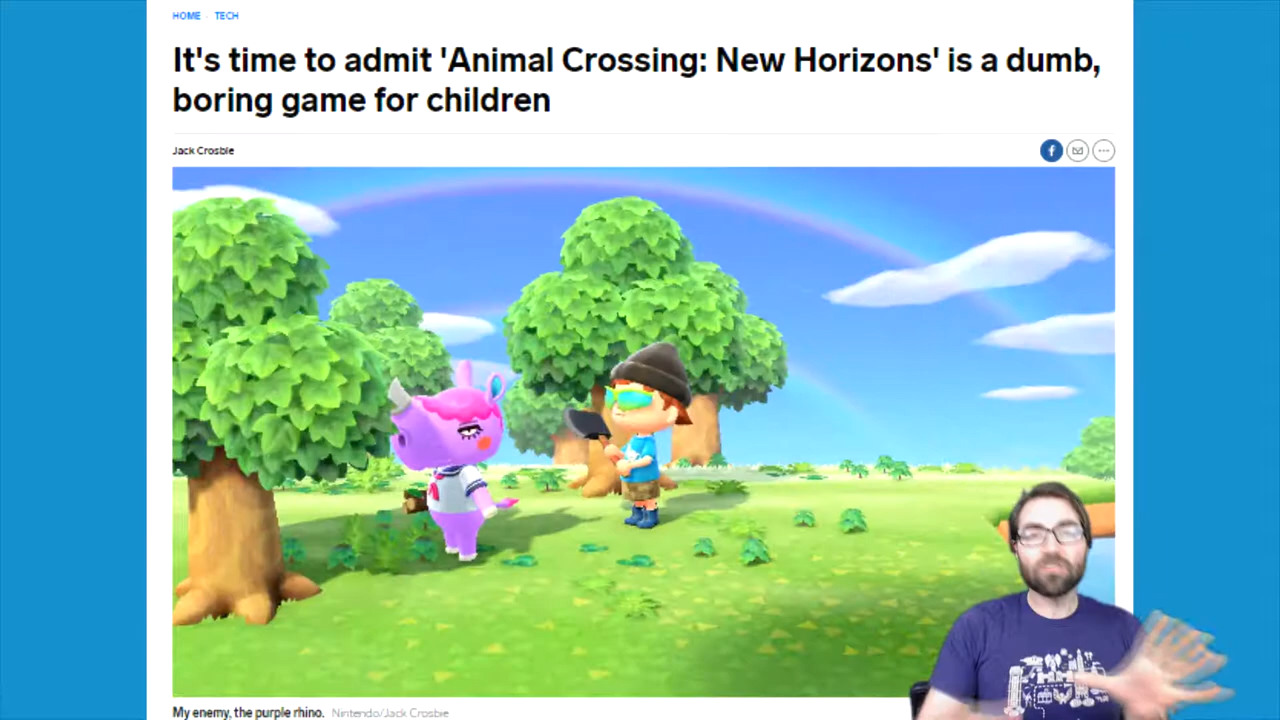 HOME · TECH
It's time to admit 'Animal Crossing: New Horizons' is a dumb,
boring game for children
Jack Crosbie
My enemy, the purple rhino. Nintendo/Jack Crosbie